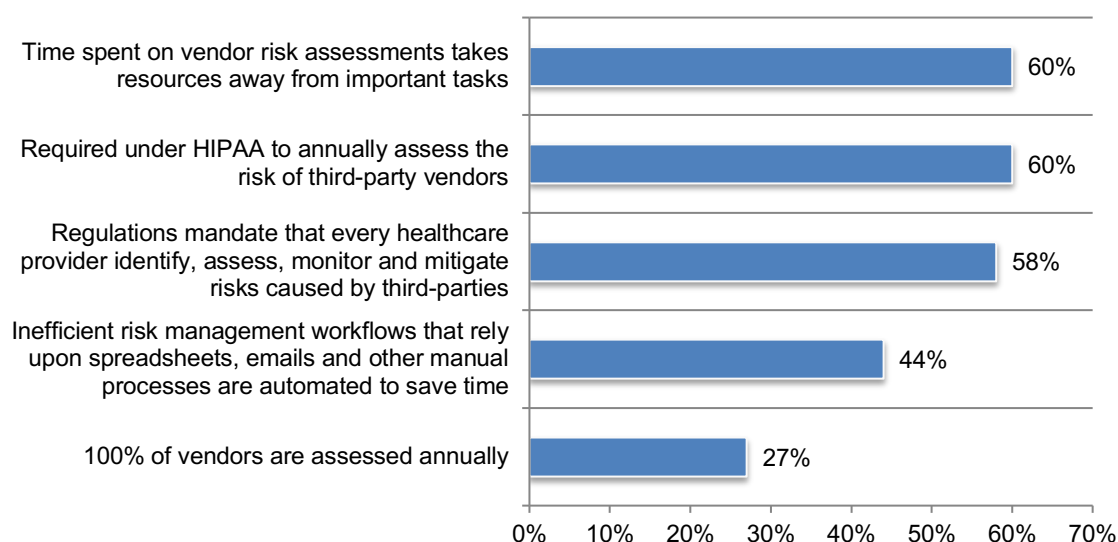 Time spent on vendor risk assessments takes
resources away from important tasks
60%
Required under HIPAA to annually assess the
risk of third-party vendors
60%
Regulations mandate that every healthcare
provider identify, assess, monitor and mitigate
risks caused by third-parties
58%
Inefficient risk management workflows that rely
upon spreadsheets, emails and other manual
processes are automated to save time
44%
100% of vendors are assessed annually
27%
0% 10% 20% 30% 40% 50% 60% 70%